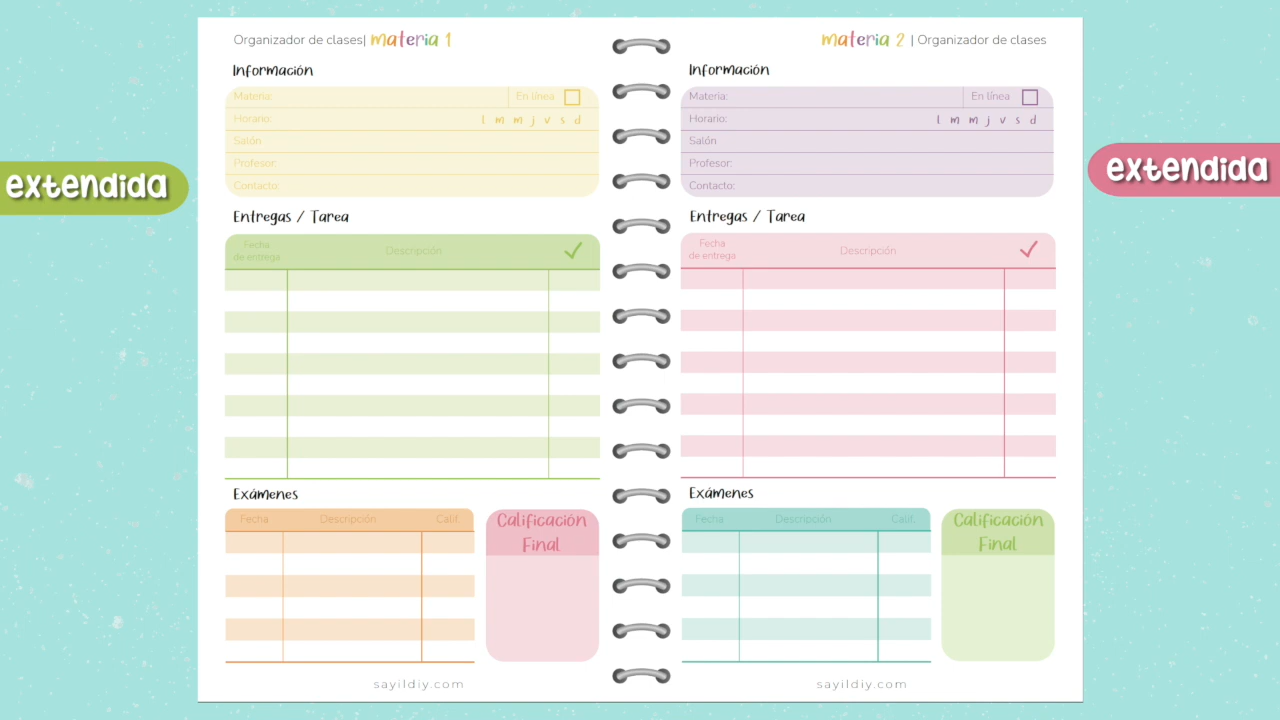 Organizador de clases| materia 1
Información
Materia:
En línea
Horario:
l m m j v s d
Salón
Profesor:
Contacto:
Entregas / Tarea
Fecha
de entrega
Descripción
Exámenes
Fecha
Descripción
Calif.
Calificación
Final
sayildiy.com
materia 2 | Organizador de clases
Información
Materia:
En línea
Horario:
l m m j v s d
Salón
Profesor:
Contacto:
Entregas / Tarea
Fecha
de entrega
Descripción
Exámenes
Fecha
Descripción
Calif.
Calificación
Final
sayildiy.com
extendida
extendida